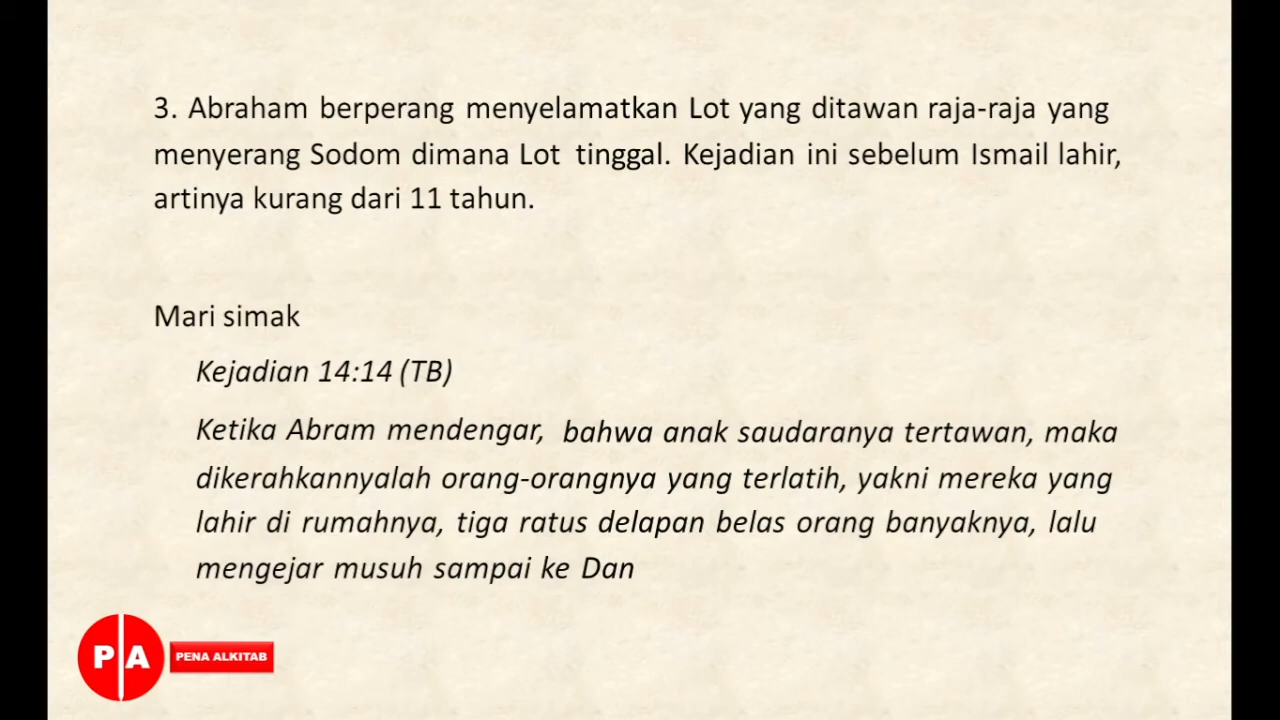 3. Abraham berperang menyelamatkan Lot yang ditawan raja-raja yang
menyerang Sodom dimana Lot tinggal. Kejadian ini sebelum Ismail lahir,
artinya kurang dari 11 tahun.
Mari simak
Kejadian 14:14 (TB)
Ketika Abram mendengar, bahwa anak saudaranya tertawan, maka
dikerahkannyalah orang-orangnya yang terlatih, yakni mereka yang
lahir di rumahnya, tiga ratus delapan belas orang banyaknya, lalu
mengejar musuh sampai ke Dan
P A PENA ALKITAB